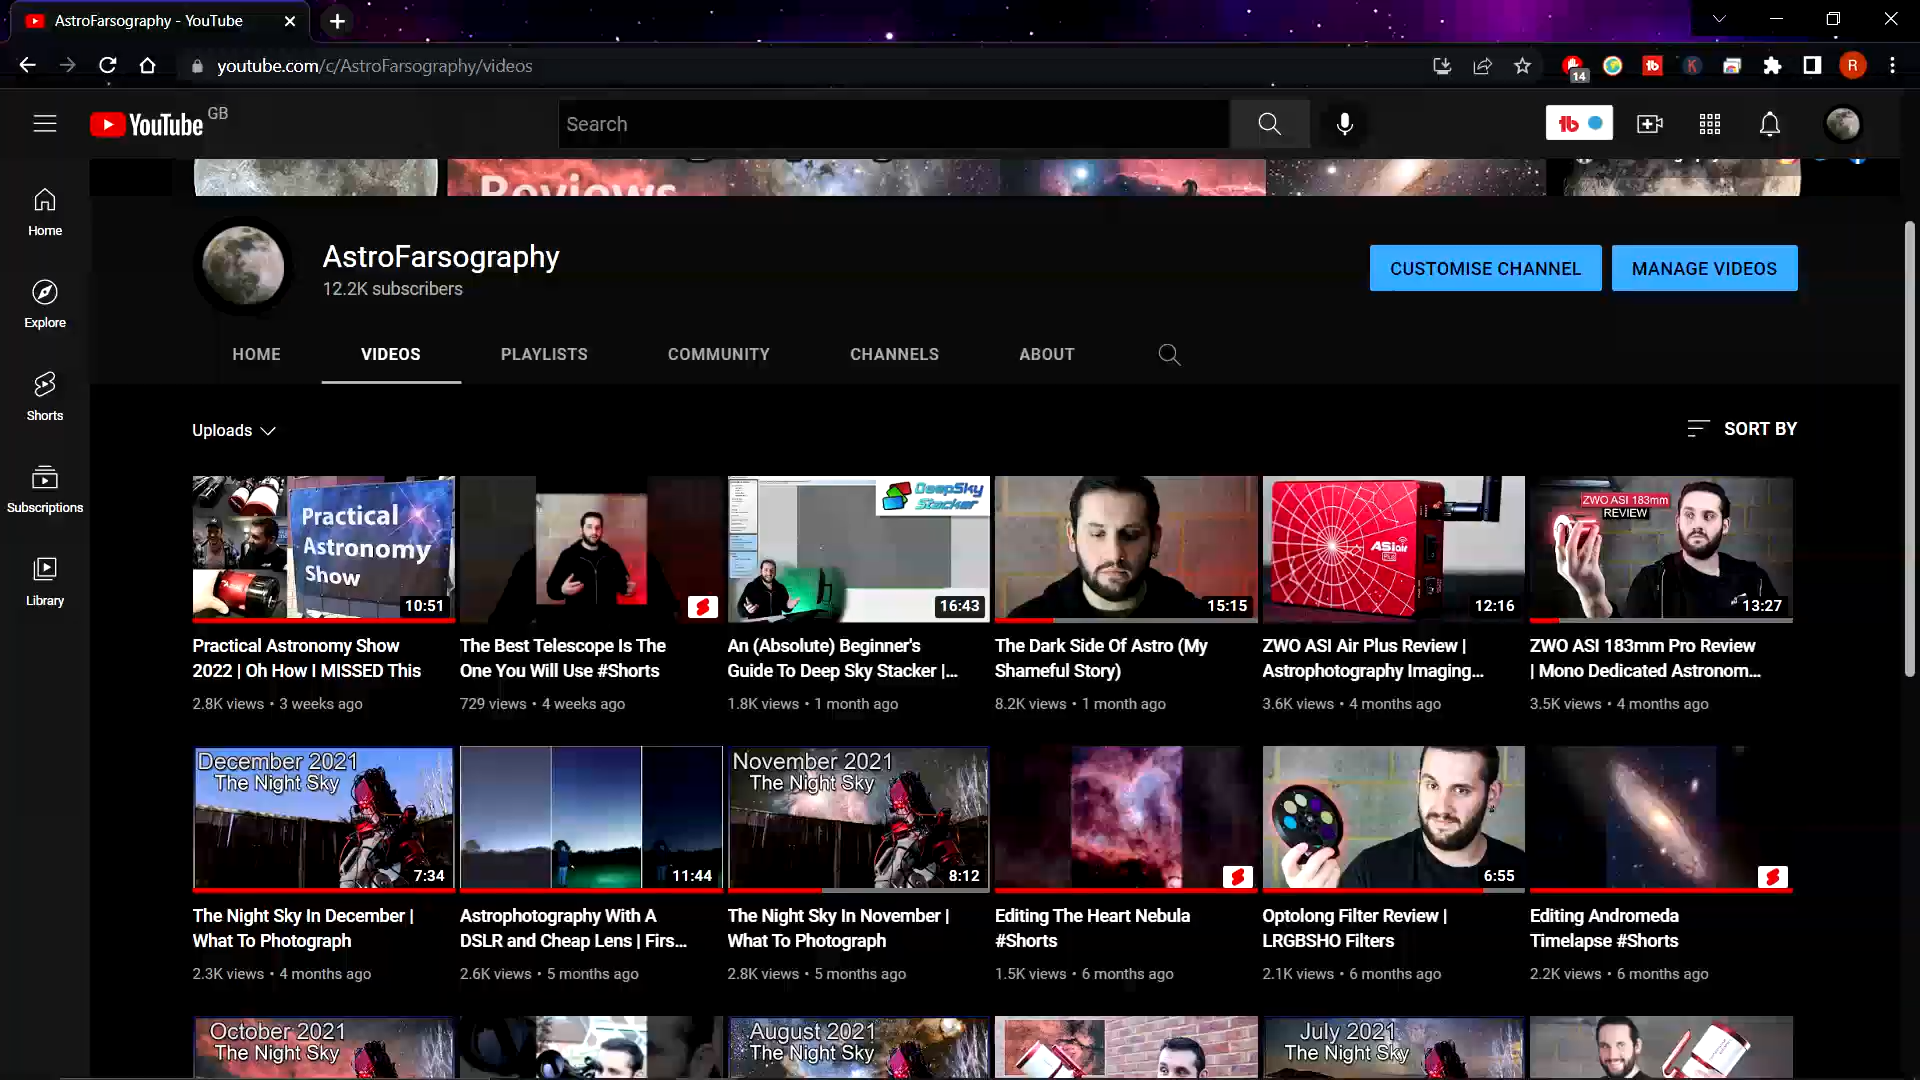 AstroFarsography - YouTube
youtube.com/c/AstroFarsography/videos
14
R
YouTube GB
Search
Reviews
Home
AstroFarsography
12.2K subscribers
CUSTOMISE CHANNEL
MANAGE VIDEOS
Explore
HOME
VIDEOS
PLAYLISTS
COMMUNITY
CHANNELS
ABOUT
Shorts
Uploads
SORT BY
Subscriptions
Library
Practical
Astronomy
Show
10:51
DeepSky
Stacker
16:43
15:15
ASIair
12:16
ZWO ASI 183mm
REVIEW
13:27
Practical Astronomy Show
2022 | Oh How I MISSED This
2.8K views • 3 weeks ago
The Best Telescope Is The
One You Will Use #Shorts
729 views • 4 weeks ago
An (Absolute) Beginner's
Guide To Deep Sky Stacker |...
1.8K views • 1 month ago
The Dark Side Of Astro (My
Shameful Story)
8.2K views • 1 month ago
ZWO ASI Air Plus Review |
Astrophotography Imaging...
3.6K views • 4 months ago
ZWO ASI 183mm Pro Review
| Mono Dedicated Astronom...
3.5K views • 4 months ago
December 2021
The Night Sky
7:34
11:44
November 2021
The Night Sky
8:12
6:55
The Night Sky In December |
What To Photograph
2.3K views • 4 months ago
Astrophotography With A
DSLR and Cheap Lens | Firs...
2.6K views • 5 months ago
The Night Sky In November |
What To Photograph
2.8K views • 5 months ago
Editing The Heart Nebula
#Shorts
1.5K views • 6 months ago
Optolong Filter Review |
LRGBSHO Filters
2.1K views • 6 months ago
Editing Andromeda
Timelapse #Shorts
2.2K views • 6 months ago
October 2021
The Night Sky
August 2021
The Night Sky
July 2021
The Night Sky